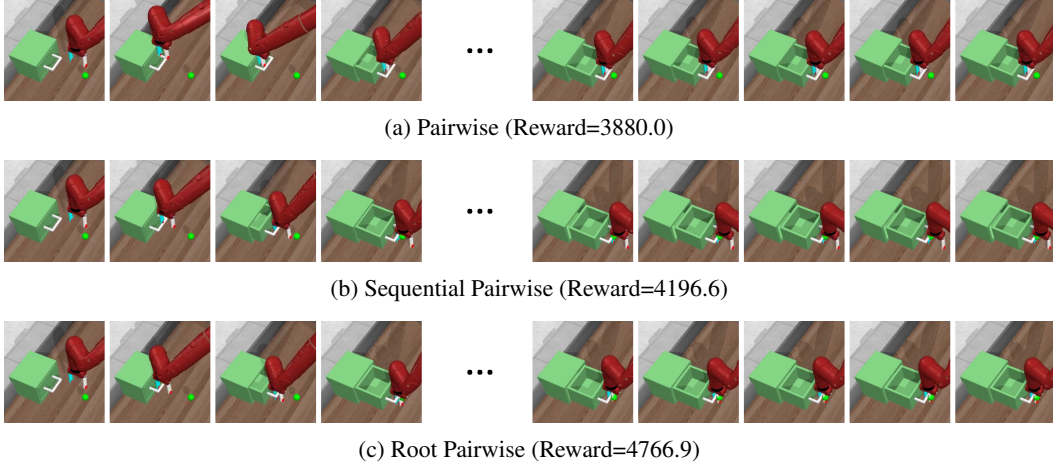 (a) Pairwise (Reward=3880.0)
(b) Sequential Pairwise (Reward=4196.6)
(c) Root Pairwise (Reward=4766.9)